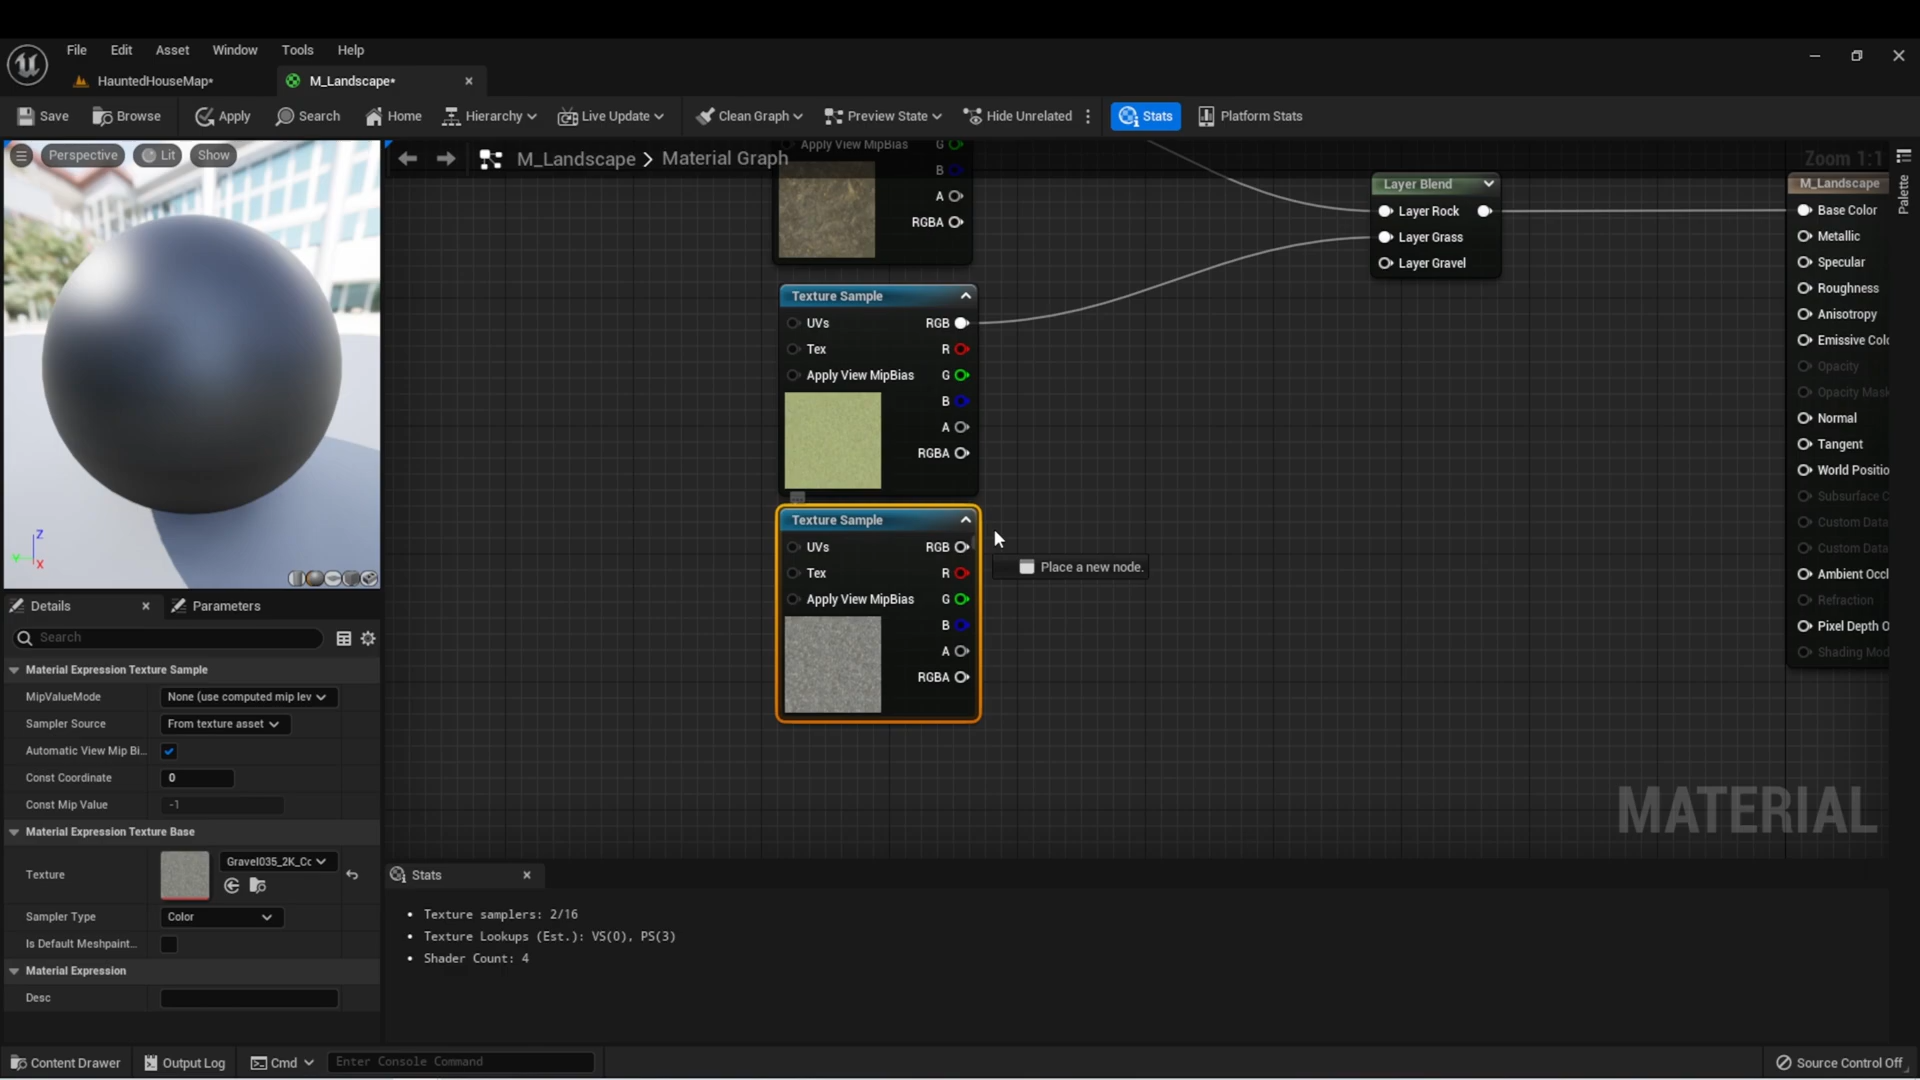 File Edit Asset Window Tools Help
HauntedHouseMap*
M_Landscape*
Save Browse Apply Search Home Hierarchy Live Update Clean Graph Preview State Hide Unrelated Stats Platform Stats
Perspective Lit Show
M_Landscape > Material Graph
Zoom 1:1
Palette
Apply View MipBias G
B
A
RGBA
Layer Blend
Layer Rock
Layer Grass
Layer Gravel
M_Landscape
Base Color
Metallic
Specular
Roughness
Anisotropy
Emissive Colo
Opacity
Opacity Mask
Normal
Tangent
World Positio
Subsurface C
Custom Data
Custom Data
Ambient Occl
Refraction
Pixel Depth O
Shading Mod
Texture Sample
UVs RGB
Tex R
Apply View MipBias G
B
A
RGBA
Texture Sample
UVs RGB
Tex R
Apply View MipBias G
B
A
RGBA
Place a new node.
MATERIAL
Z
Y
X
Details
Parameters
Search
Material Expression Texture Sample
MipValueMode None (use computed mip lev
Sampler Source From texture asset
Automatic View Mip Bi...
Const Coordinate 0
Const Mip Value -1
Material Expression Texture Base
Texture Gravel035_2K_Cc
Sampler Type Color
Is Default Meshpaint...
Material Expression
Desc
Stats
• Texture samplers: 2/16
• Texture Lookups (Est.): VS(0), PS(3)
• Shader Count: 4
Content Drawer Output Log Cmd Enter Console Command Source Control Off